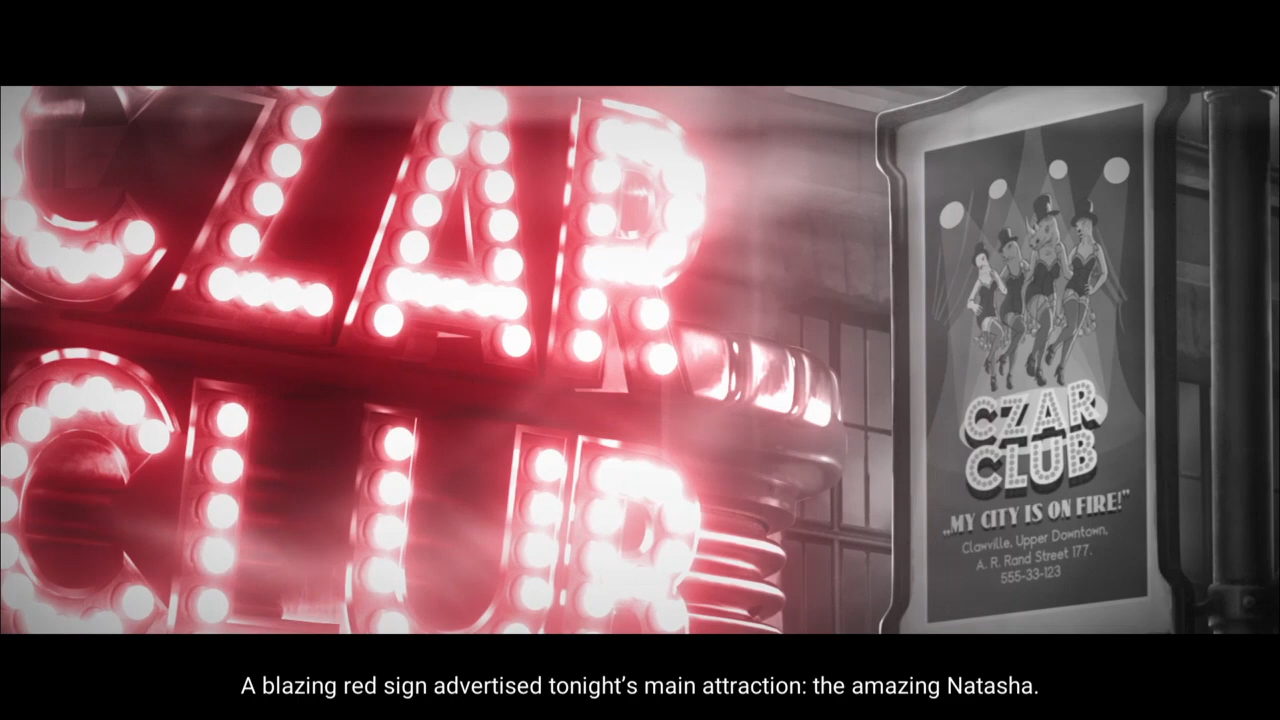 CZAR
CLUB
CZAR
CLUB
„MY CITY IS ON FIRE!”
Clawville, Upper Downtown,
A. R. Rand Street 177.
555-33-123
A blazing red sign advertised tonight’s main attraction: the amazing Natasha.